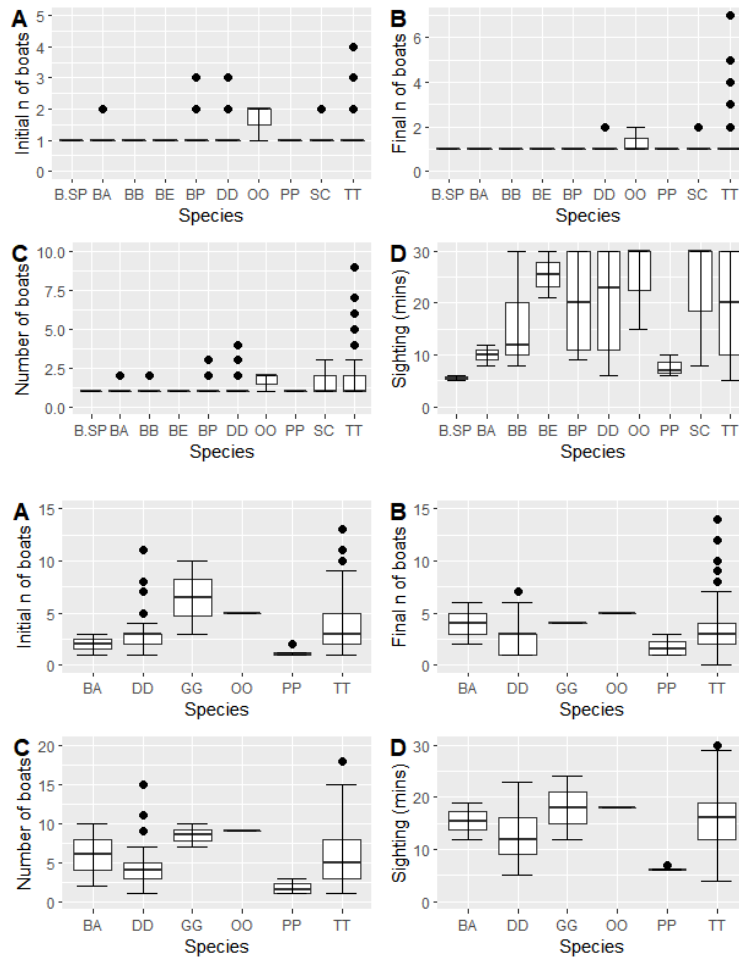 A
Initial n of boats
5
4
3
2
1
0
B.SP BA BB BE BP DD OO PP SC TT
Species
B
Final n of boats
6
4
2
0
B.SP BA BB BE BP DD OO PP SC TT
Species
C
Number of boats
10.0
7.5
5.0
2.5
0.0
B.SP BA BB BE BP DD OO PP SC TT
Species
D
Sighting (mins)
30
20
10
0
B.SP BA BB BE BP DD OO PP SC TT
Species
A
Initial n of boats
15
10
5
0
BA DD GG OO PP TT
Species
B
Final n of boats
15
10
5
0
BA DD GG OO PP TT
Species
C
Number of boats
20
15
10
5
0
BA DD GG OO PP TT
Species
D
Sighting (mins)
30
20
10
0
BA DD GG OO PP TT
Species